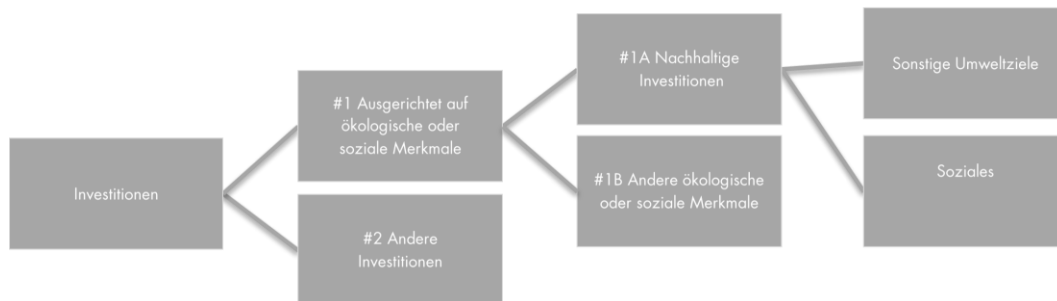 Investitionen
#1 Ausgerichtet auf
ökologische oder
soziale Merkmale
#2 Andere
Investitionen
#1A Nachhaltige
Investitionen
#1B Andere ökologische
oder soziale Merkmale
Sonstige Umweltziele
Soziales